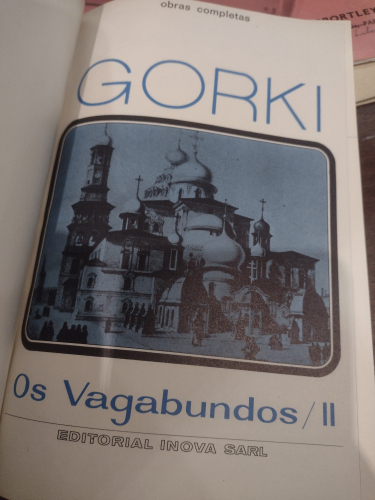 obras completas
GORKI
Os Vagabundos/II
EDITORIAL INOVA SARL